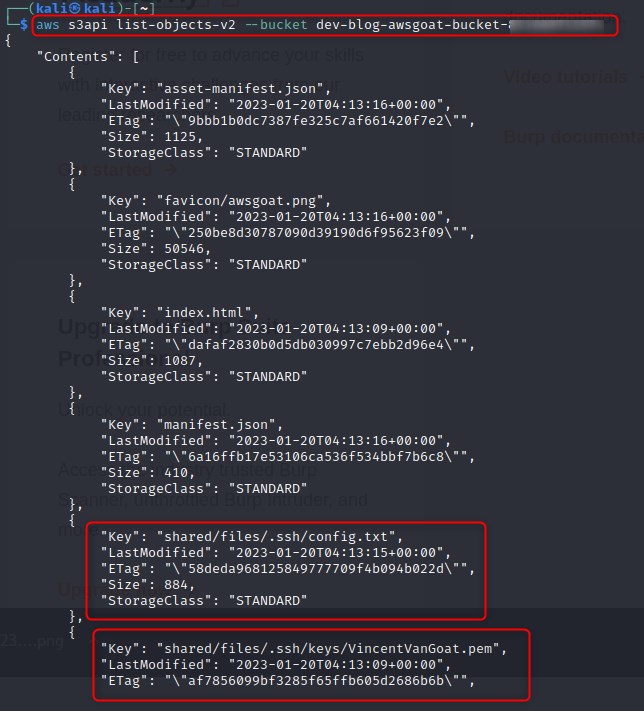 (kali㉿kali)-[~]
$ aws s3api list-objects-v2 --bucket dev-blog-awsgoat-bucket-
{
"Contents": [
{
"Key": "asset-manifest.json",
"LastModified": "2023-01-20T04:13:16+00:00",
"ETag": "\"9bbb1b0dc7387fe325c7af661420f7e2\"",
"Size": 1125,
"StorageClass": "STANDARD"
},
{
"Key": "favicon/awsgoat.png",
"LastModified": "2023-01-20T04:13:16+00:00",
"ETag": "\"250be8d30787090d39190d6f95623f09\"",
"Size": 50546,
"StorageClass": "STANDARD"
},
{
"Key": "index.html",
"LastModified": "2023-01-20T04:13:09+00:00",
"ETag": "\"dafaf2830b0d5db030997c7ebb2d96e4\"",
"Size": 1087,
"StorageClass": "STANDARD"
},
{
"Key": "manifest.json",
"LastModified": "2023-01-20T04:13:16+00:00",
"ETag": "\"6a16ffb17e53106ca536f534bbf7b6c8\"",
"Size": 410,
"StorageClass": "STANDARD"
},
{
"Key": "shared/files/.ssh/config.txt",
"LastModified": "2023-01-20T04:13:15+00:00",
"ETag": "\"58deda968125849777709f4b094b022d\"",
"Size": 884,
"StorageClass": "STANDARD"
},
{
"Key": "shared/files/.ssh/keys/VincentVanGoat.pem",
"LastModified": "2023-01-20T04:13:09+00:00",
"ETag": "\"af7856099bf3285f65ffb605d2686b6b\"",